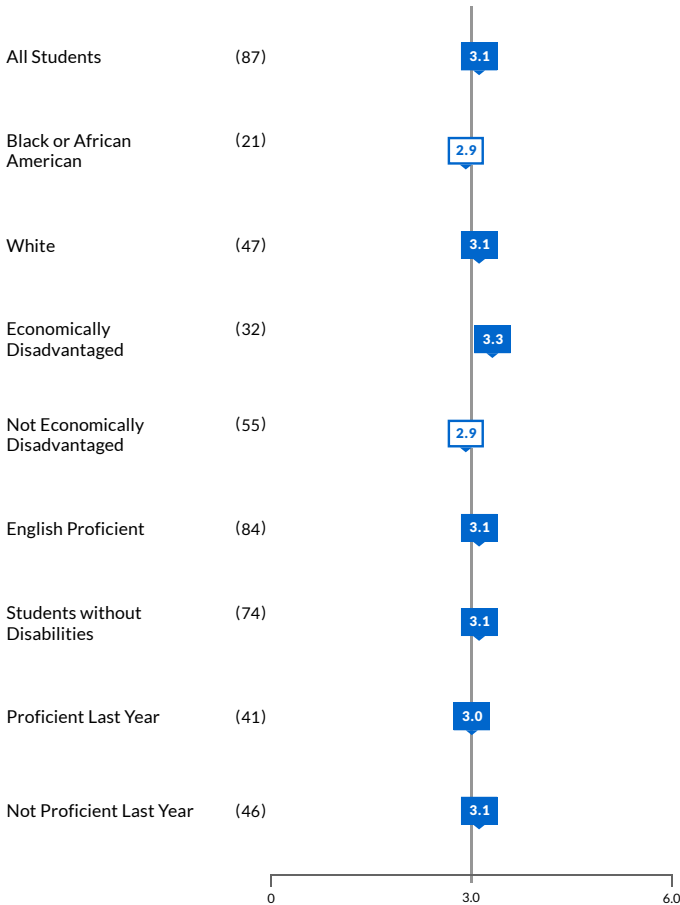 All Students (87) 3.1
Black or African (21)
American
2.9
White (47) 3.1
Economically (32)
Disadvantaged
3.3
Not Economically (55)
Disadvantaged
2.9
English Proficient (84) 3.1
Students without (74)
Disabilities
3.1
Proficient Last Year (41) 3.0
Not Proficient Last Year (46) 3.1
0 3.0 6.0